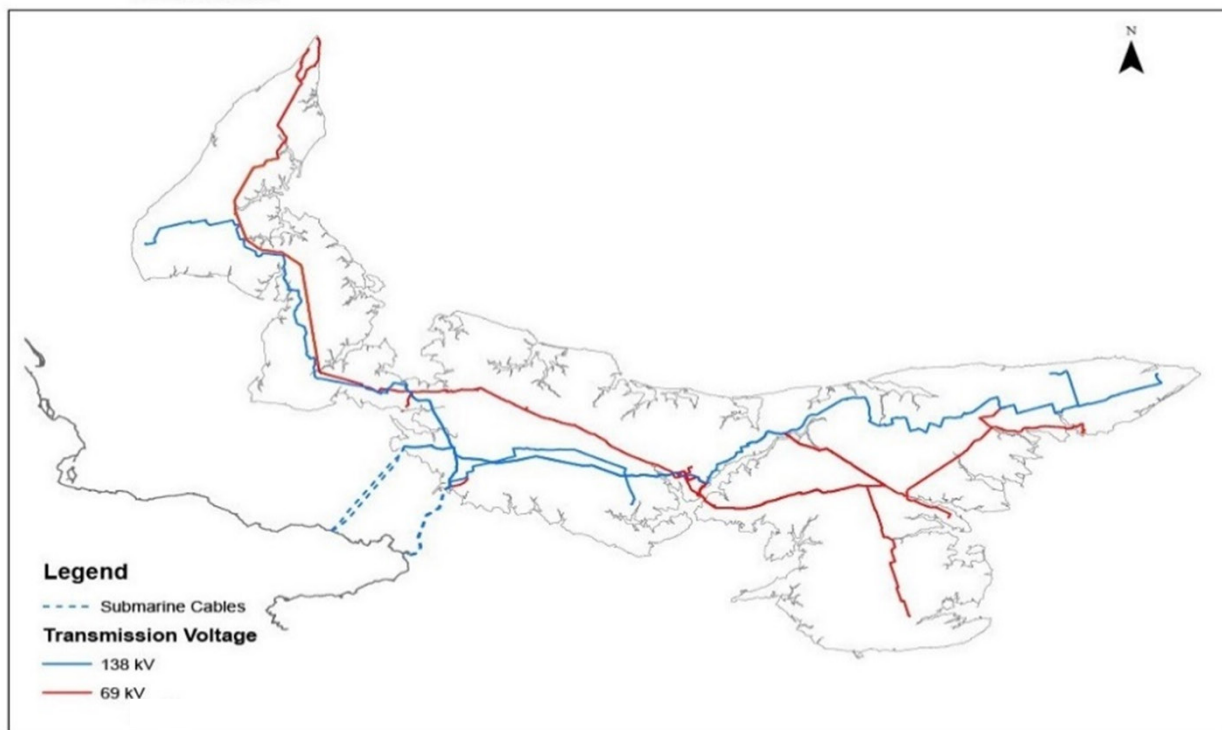 N
Legend
Submarine Cables
Transmission Voltage
138 kV
69 kV